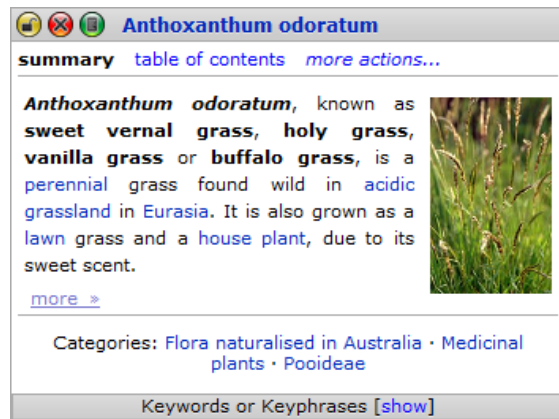 Anthoxanthum odoratum
summary table of contents more actions...
Anthoxanthum odoratum, known as
sweet vernal grass, holy grass,
vanilla grass or buffalo grass, is a
perennial grass found wild in acidic
grassland in Eurasia. It is also grown as a
lawn grass and a house plant, due to its
sweet scent.
more »
Categories: Flora naturalised in Australia · Medicinal
plants · Pooideae
Keywords or Keyphrases [show]